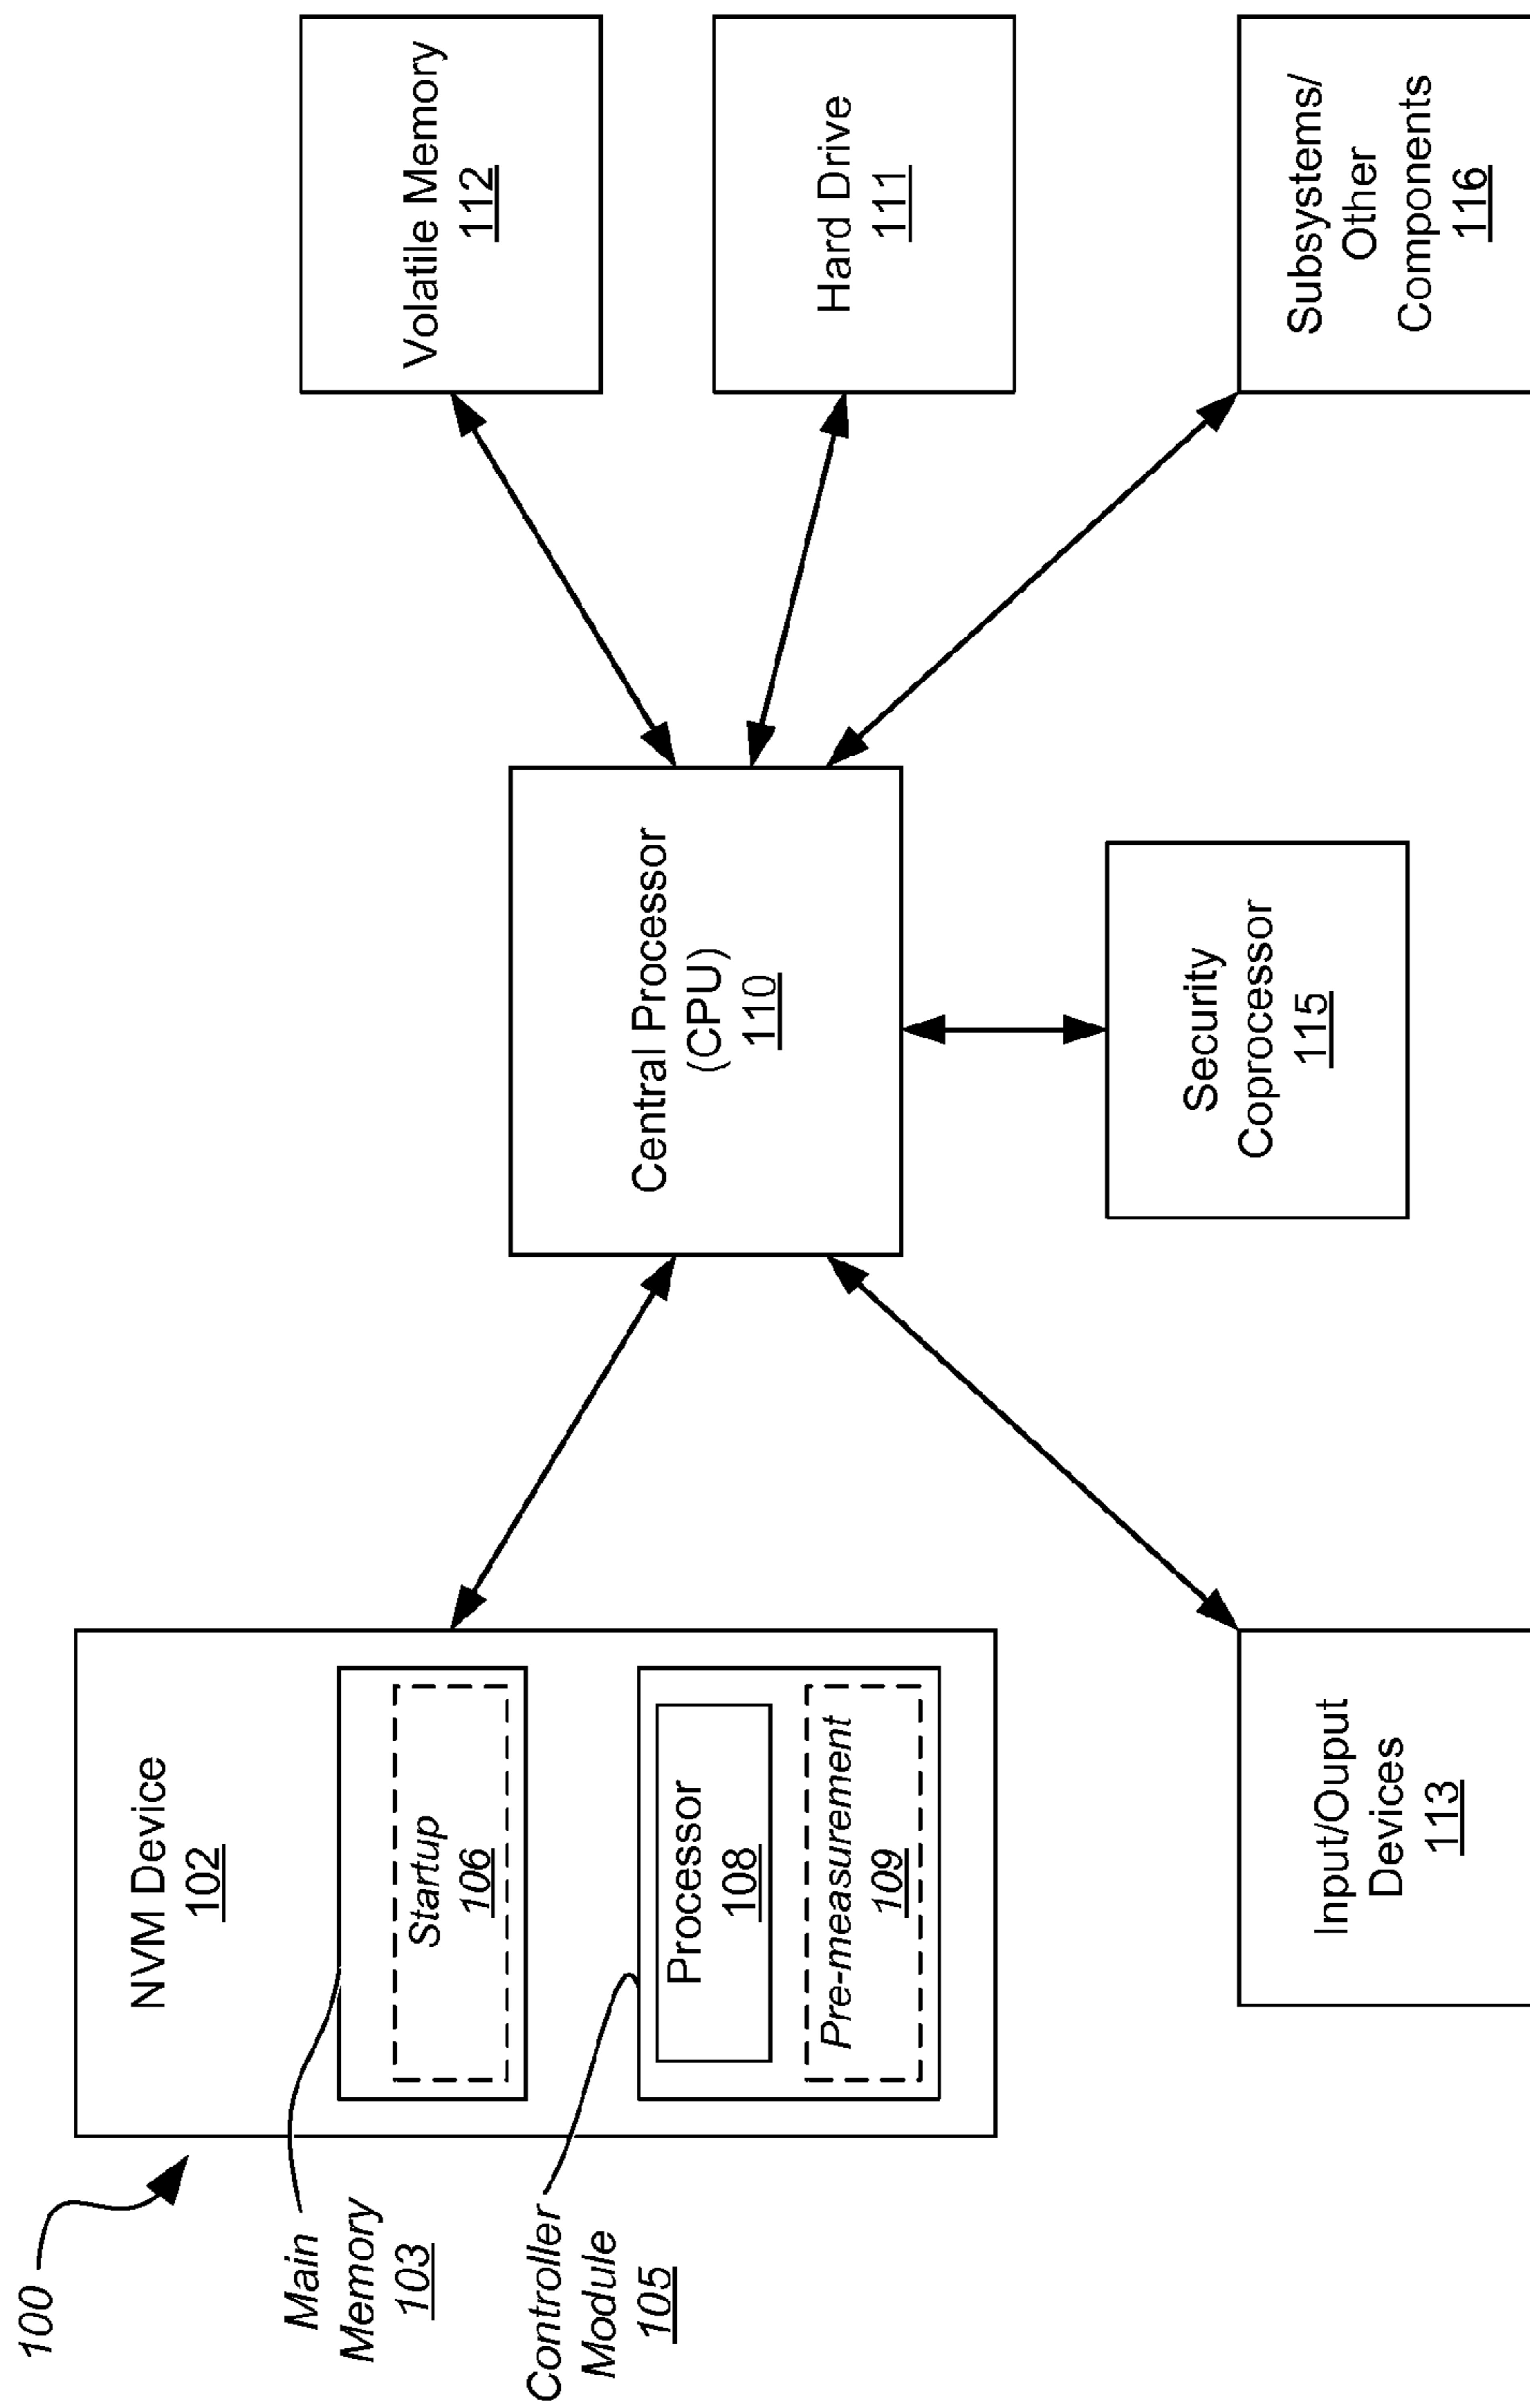 100
NVM Device
102
Main
Memory
103
Startup
106
Controller
Module
105
Processor
108
Pre-measurement
109
Central Processor
(CPU)
110
Volatile Memory
112
Hard Drive
111
Input/Ouput
Devices
113
Security
Coprocessor
115
Subsystems/
Other
Components
116